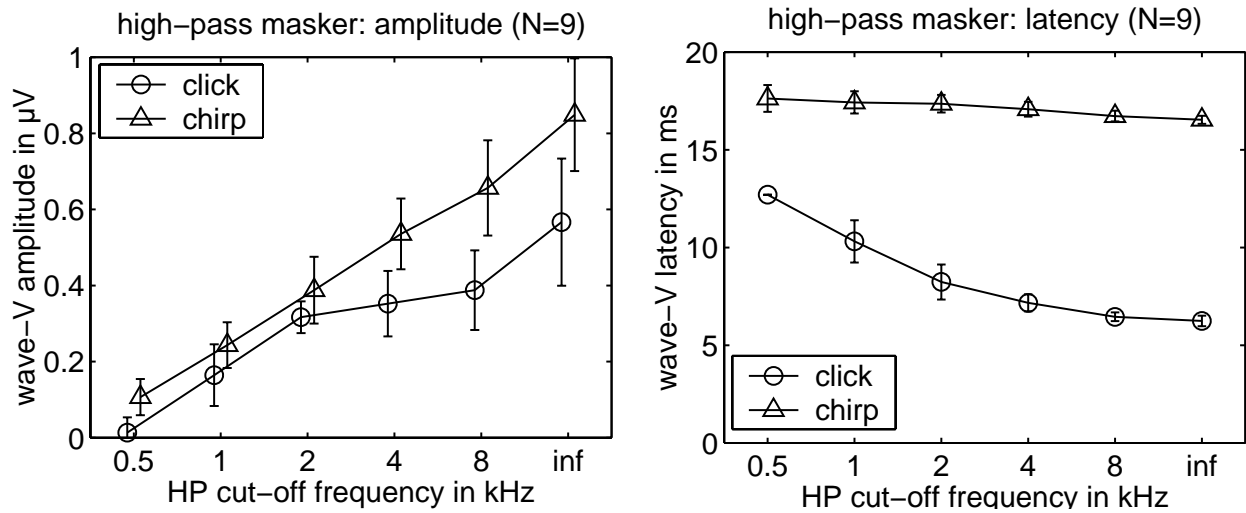 high−pass masker: amplitude (N=9)
1
0.8
0.6
0.4
0.2
0
wave−V amplitude in µV
click
chirp
0.5 1 2 4 8 inf
HP cut−off frequency in kHz
high−pass masker: latency (N=9)
20
15
10
5
0
wave−V latency in ms
click
chirp
0.5 1 2 4 8 inf
HP cut−off frequency in kHz